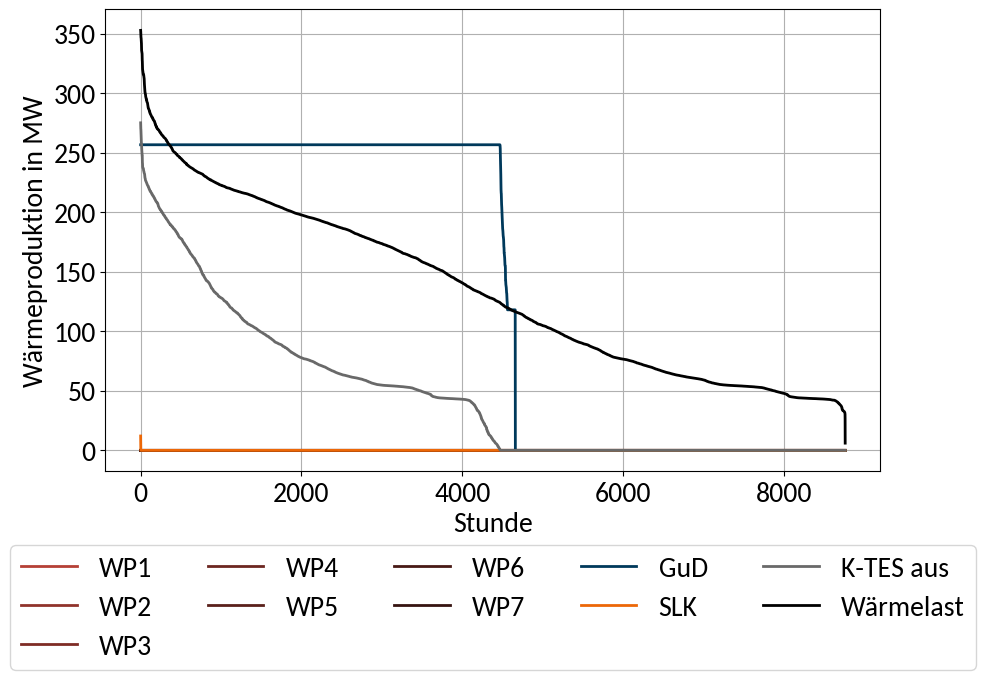 Wärmeproduktion in MW
350
300
250
200
150
100
50
0
0 2000 4000 6000 8000
Stunde
WP1 WP4 WP6 GuD K-TES aus
WP2 WP5 WP7 SLK Wärmelast
WP3